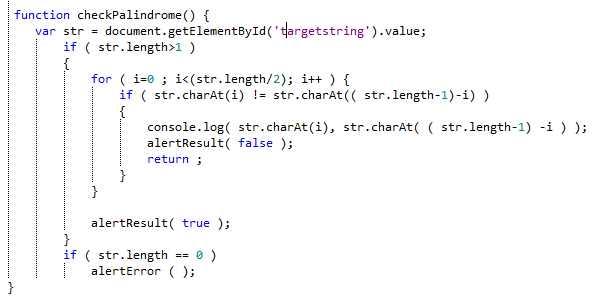 function checkPalindrome() {
var str = document.getElementById('targetstring').value;
if ( str.length>1 )
{
for ( i=0 ; i<(str.length/2); i++ ) {
if ( str.charAt(i) != str.charAt(( str.length-1)-i) )
{
console.log( str.charAt(i), str.charAt( ( str.length-1) -i ) );
alertResult( false );
return ;
}
}
alertResult( true );
}
if ( str.length == 0 )
alertError ( );
}